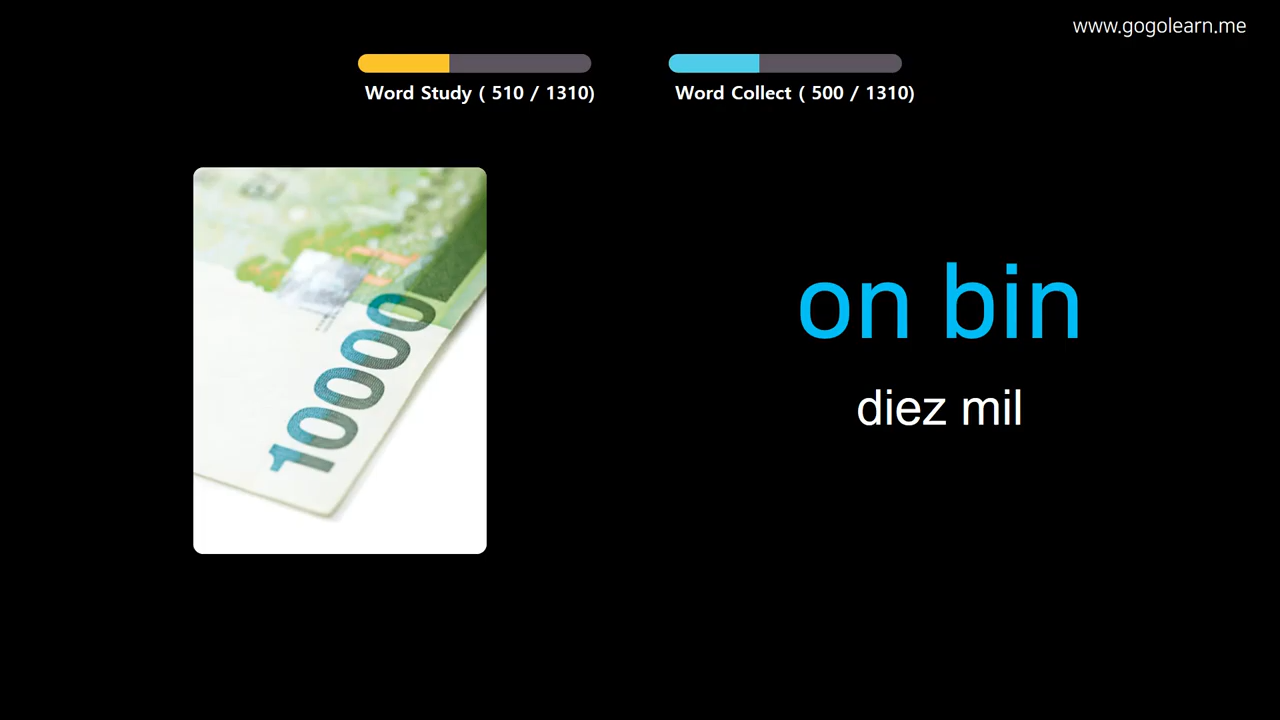 www.gogolearn.me
Word Study ( 510 / 1310)
Word Collect ( 500 / 1310)
10000
on bin
diez mil